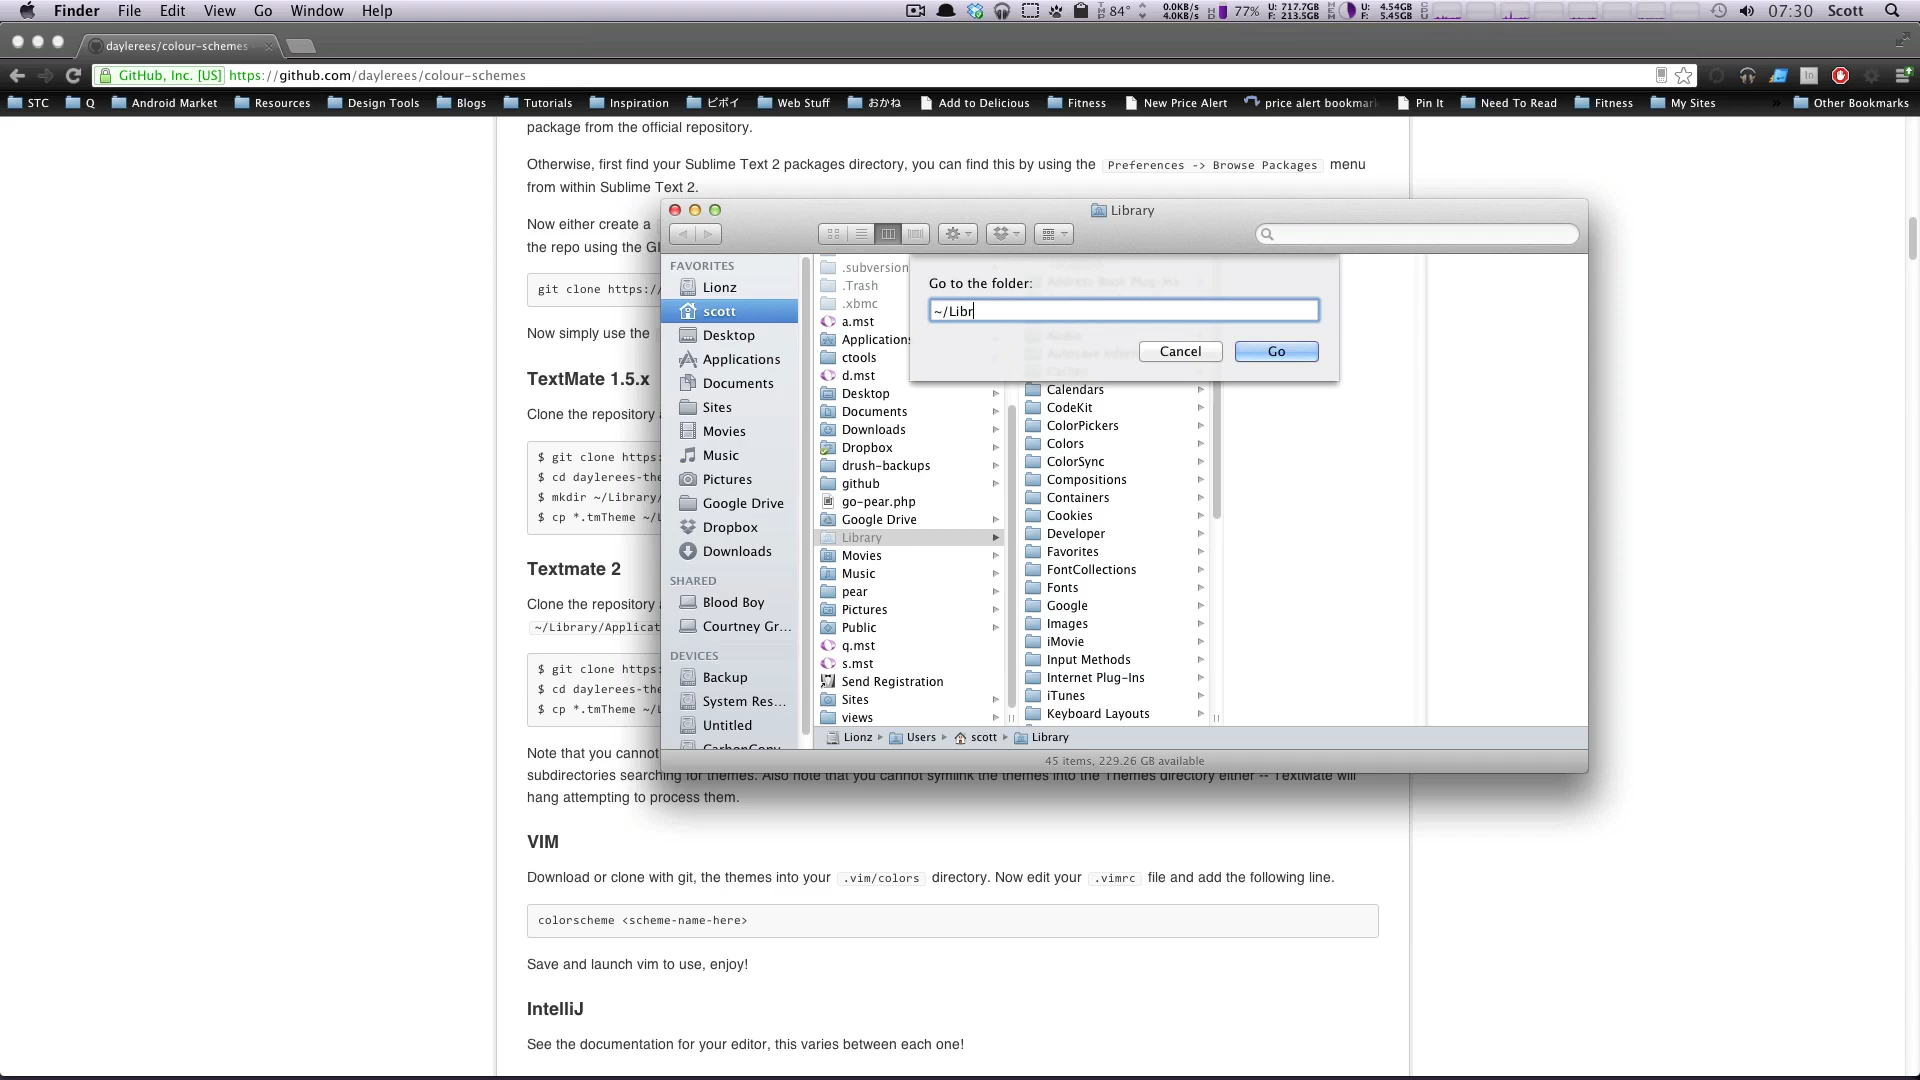 Finder File Edit View Go Window Help
84° 0.0KB/s 4.0KB/s 77% U: 717.7GB F: 213.5GB U: 4.54GB F: 5.45GB 07:30 Scott
daylerees/colour-schemes
GitHub, Inc. [US] https://github.com/daylerees/colour-schemes
STC Q Android Market Resources Design Tools Blogs Tutorials Inspiration ビボイ Web Stuff おかね Add to Delicious Fitness New Price Alert price alert bookmar Pin It Need To Read Fitness My Sites » Other Bookmarks
package from the official repository.
Otherwise, first find your Sublime Text 2 packages directory, you can find this by using the Preferences -> Browse Packages menu
from within Sublime Text 2.
Now either create a
the repo using the GI
git clone https:/
Now simply use the
TextMate 1.5.x
Clone the repository
$ git clone https:
$ cd daylerees-the
$ mkdir ~/Library/
$ cp *.tmTheme ~/L
Textmate 2
Clone the repository
~/Library/Applicat
$ git clone https:
$ cd daylerees-the
$ cp *.tmTheme ~/L
Note that you cannot
subdirectories searching for themes. Also note that you cannot symlink the themes into the Themes directory either -- TextMate will
hang attempting to process them.
VIM
Download or clone with git, the themes into your .vim/colors directory. Now edit your .vimrc file and add the following line.
colorscheme <scheme-name-here>
Save and launch vim to use, enjoy!
IntelliJ
See the documentation for your editor, this varies between each one!
Library
FAVORITES
Lionz
scott
Desktop
Applications
Documents
Sites
Movies
Music
Pictures
Google Drive
Dropbox
Downloads
SHARED
Blood Boy
Courtney Gr...
DEVICES
Backup
System Res...
Untitled
CarbonCopy
.subversion
.Trash
.xbmc
a.mst
Applications
ctools
d.mst
Desktop
Documents
Downloads
Dropbox
drush-backups
github
go-pear.php
Google Drive
Library
Movies
Music
pear
Pictures
Public
q.mst
s.mst
Send Registration
Sites
views
Go to the folder:
~/Libr
Cancel Go
Address Book Plug-Ins
Audio
Calendars
CodeKit
ColorPickers
Colors
ColorSync
Compositions
Containers
Cookies
Developer
Favorites
FontCollections
Fonts
Google
Images
iMovie
Input Methods
Internet Plug-Ins
iTunes
Keyboard Layouts
Lionz Users scott Library
45 items, 229.26 GB available